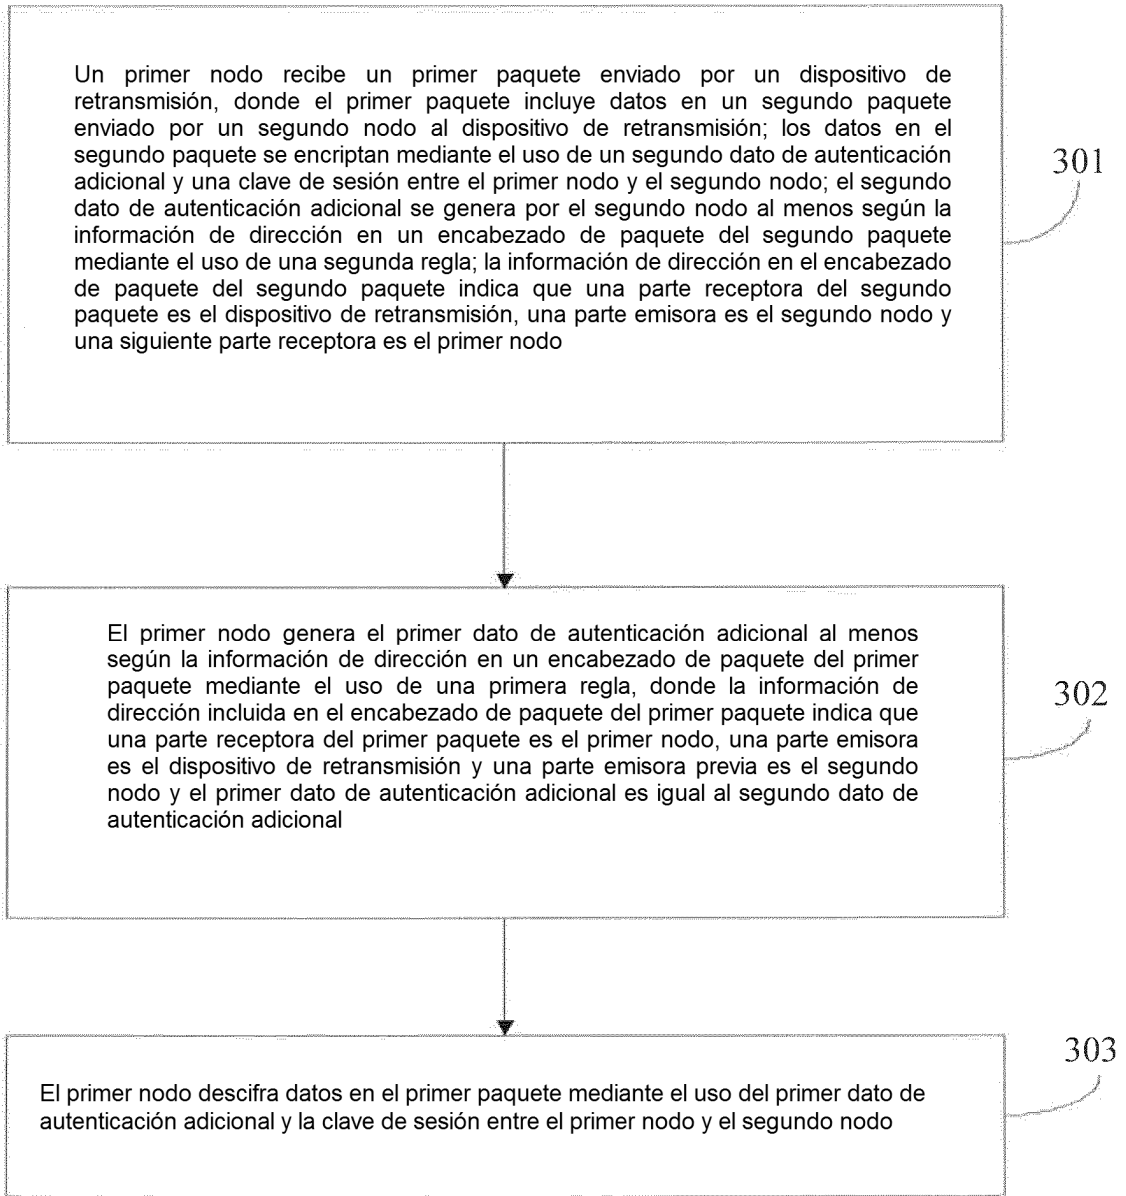 Un primer nodo recibe un primer paquete enviado por un dispositivo de
retransmisión, donde el primer paquete incluye datos en un segundo paquete
enviado por un segundo nodo al dispositivo de retransmisión; los datos en el
segundo paquete se encriptan mediante el uso de un segundo dato de autenticación
adicional y una clave de sesión entre el primer nodo y el segundo nodo; el segundo
dato de autenticación adicional se genera por el segundo nodo al menos según la
información de dirección en un encabezado de paquete del segundo paquete
mediante el uso de una segunda regla; la información de dirección en el encabezado
de paquete del segundo paquete indica que una parte receptora del segundo
paquete es el dispositivo de retransmisión, una parte emisora es el segundo nodo y
una siguiente parte receptora es el primer nodo
301
El primer nodo genera el primer dato de autenticación adicional al menos
según la información de dirección en un encabezado de paquete del primer
paquete mediante el uso de una primera regla, donde la información de
dirección incluida en el encabezado de paquete del primer paquete indica que
una parte receptora del primer paquete es el primer nodo, una parte emisora
es el dispositivo de retransmisión y una parte emisora previa es el segundo
nodo y el primer dato de autenticación adicional es igual al segundo dato de
autenticación adicional
302
El primer nodo descifra datos en el primer paquete mediante el uso del primer dato de
autenticación adicional y la clave de sesión entre el primer nodo y el segundo nodo
303